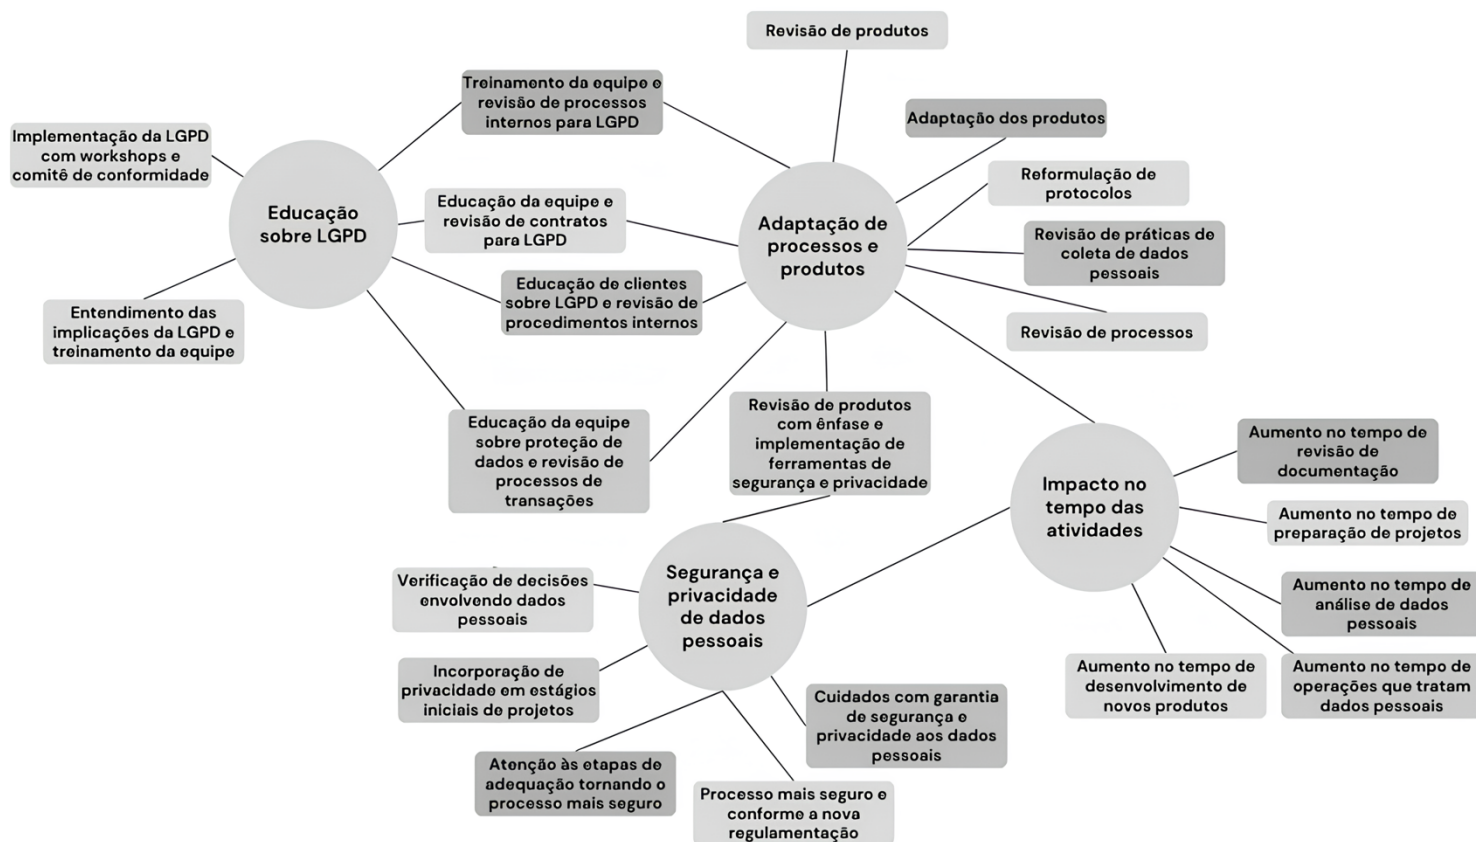 Revisão de produtos
Treinamento da equipe e
revisão de processos
internos para LGPD
Adaptação dos produtos
Implementação da LGPD
com workshops e
comitê de conformidade
Reformulação de
protocolos
Educação
sobre LGPD
Educação da equipe e
revisão de contratos
para LGPD
Adaptação de
processos e
produtos
Revisão de práticas de
coleta de dados
pessoais
Educação de clientes
sobre LGPD e revisão de
procedimentos internos
Entendimento das
implicações da LGPD e
treinamento da equipe
Revisão de processos
Educação da equipe
sobre proteção de
dados e revisão de
processos de
transações
Revisão de produtos
com ênfase e
implementação de
ferramentas de
segurança e privacidade
Aumento no tempo de
revisão de
documentação
Impacto no
tempo das
atividades
Aumento no tempo de
preparação de projetos
Segurança e
privacidade
de dados
pessoais
Verificação de decisões
envolvendo dados
pessoais
Aumento no tempo de
análise de dados
pessoais
Incorporação de
privacidade em estágios
iniciais de projetos
Aumento no tempo de
desenvolvimento de
novos produtos
Aumento no tempo de
operações que tratam
dados pessoais
Cuidados com garantia
de segurança e
privacidade aos dados
pessoais
Atenção às etapas de
adequação tornando o
processo mais seguro
Processo mais seguro e
conforme a nova
regulamentação